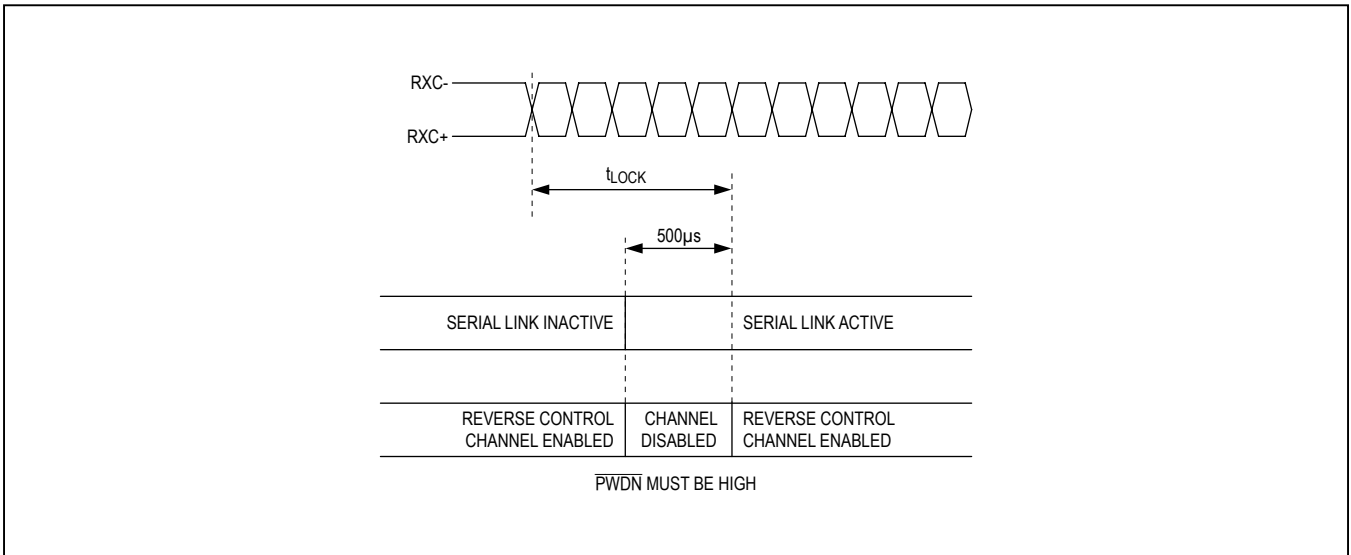 RXC-
RXC+
tLOCK
500µs
SERIAL LINK INACTIVE
SERIAL LINK ACTIVE
REVERSE CONTROL
CHANNEL ENABLED
CHANNEL
DISABLED
REVERSE CONTROL
CHANNEL ENABLED
PWDN MUST BE HIGH